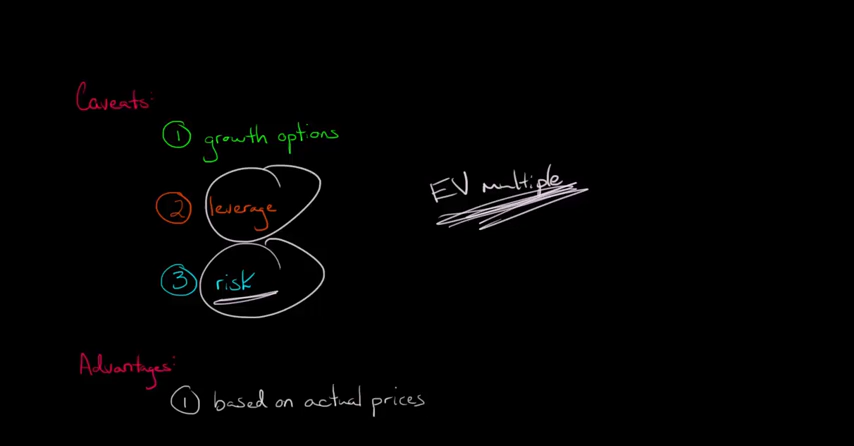 Caveats:
① growth options
② leverage
EV multiple
③ risk
Advantages:
① based on actual prices